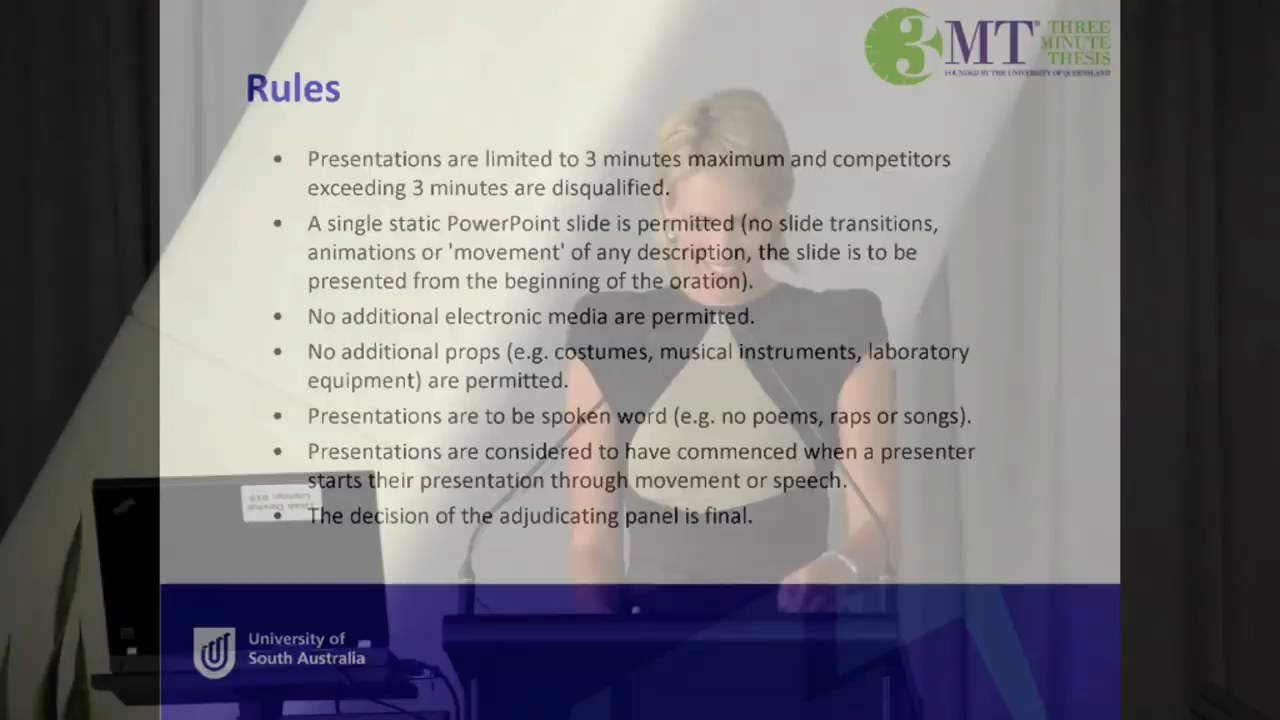 3MT® THREE
MINUTE
THESIS
FOUNDED BY THE UNIVERSITY OF QUEENSLAND
Rules
• Presentations are limited to 3 minutes maximum and competitors
exceeding 3 minutes are disqualified.
• A single static PowerPoint slide is permitted (no slide transitions,
animations or 'movement' of any description, the slide is to be
presented from the beginning of the oration).
• No additional electronic media are permitted.
• No additional props (e.g. costumes, musical instruments, laboratory
equipment) are permitted.
• Presentations are to be spoken word (e.g. no poems, raps or songs).
• Presentations are considered to have commenced when a presenter
starts their presentation through movement or speech.
• The decision of the adjudicating panel is final.
University of
South Australia